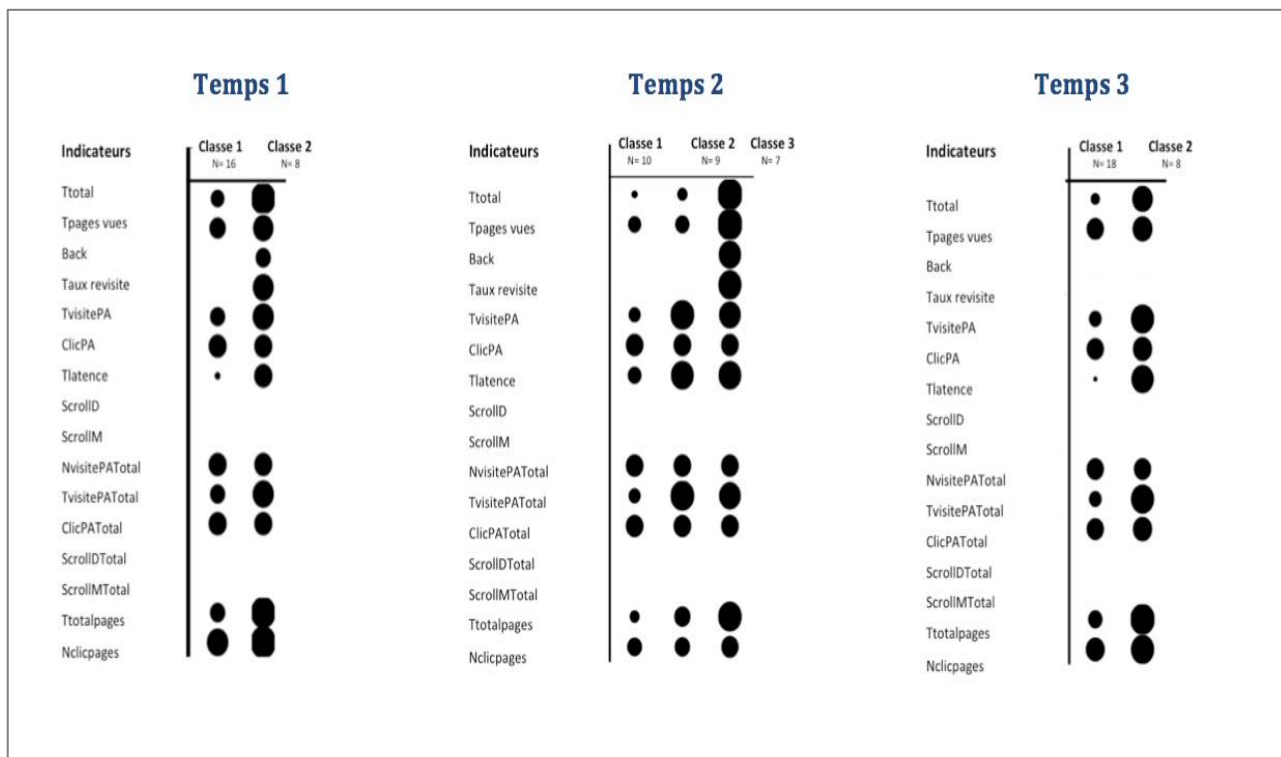 Temps 1
Indicateurs
Classe 1
Classe 2
N= 16
N= 8
Ttotal
Tpages vues
Back
Taux revisite
TvisitePA
ClicPA
Tlatence
ScrollD
ScrollM
NvisitePATotal
TvisitePATotal
ClicPATotal
ScrollDTotal
ScrollMTotal
Ttotalpages
Nclicpages
Temps 2
Indicateurs
Classe 1
Classe 2
Classe 3
N= 10
N= 9
N= 7
Ttotal
Tpages vues
Back
Taux revisite
TvisitePA
ClicPA
Tlatence
ScrollD
ScrollM
NvisitePATotal
TvisitePATotal
ClicPATotal
ScrollDTotal
ScrollMTotal
Ttotalpages
Nclicpages
Temps 3
Indicateurs
Classe 1
Classe 2
N= 18
N= 8
Ttotal
Tpages vues
Back
Taux revisite
TvisitePA
ClicPA
Tlatence
ScrollD
ScrollM
NvisitePATotal
TvisitePATotal
ClicPATotal
ScrollDTotal
ScrollMTotal
Ttotalpages
Nclicpages